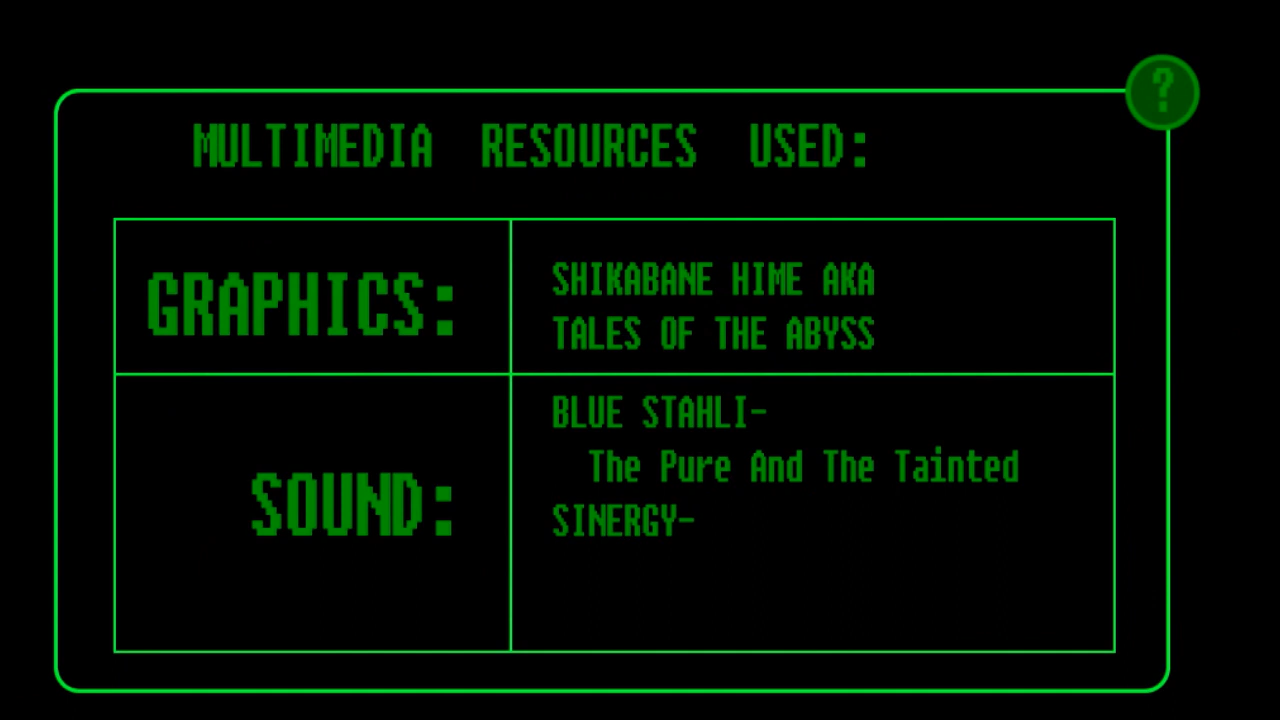 ?
MULTIMEDIA RESOURCES USED:
GRAPHICS:
SHIKABANE HIME AKA
TALES OF THE ABYSS
SOUND:
BLUE STAHLI-
The Pure And The Tainted
SINERGY-